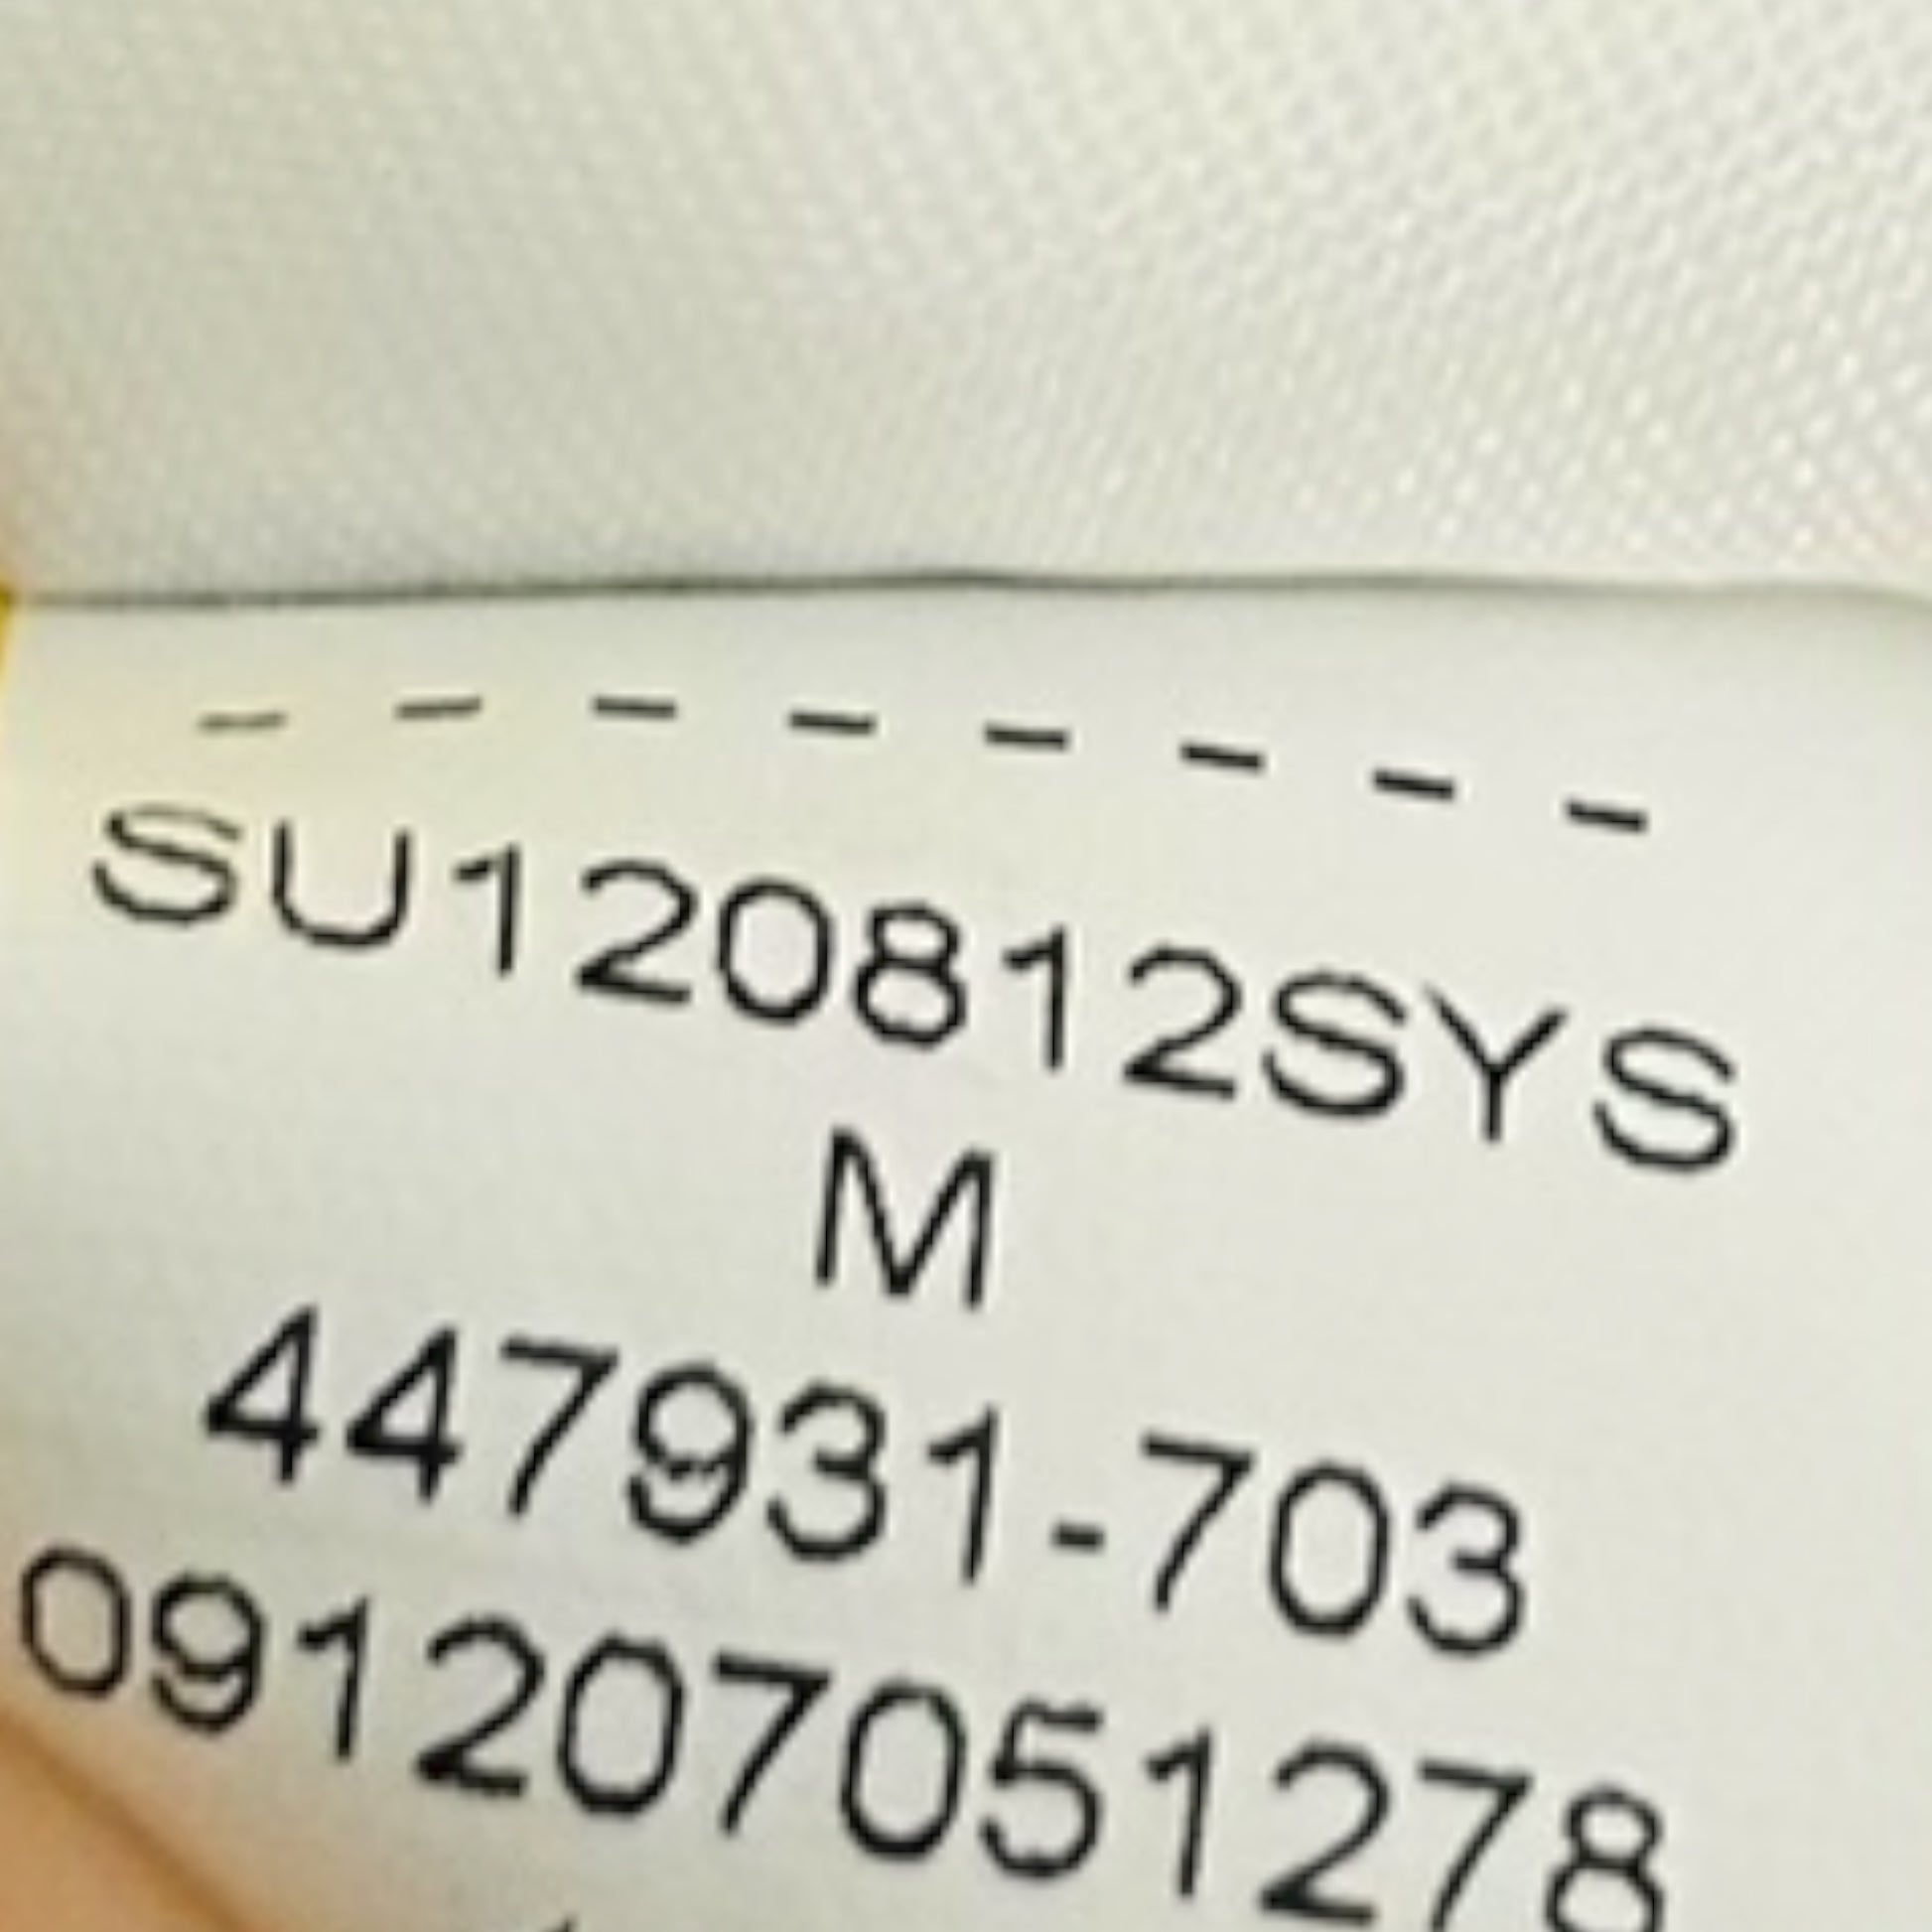 - - - - - - - -
SU120812SYS
M
447931-703
091207051278